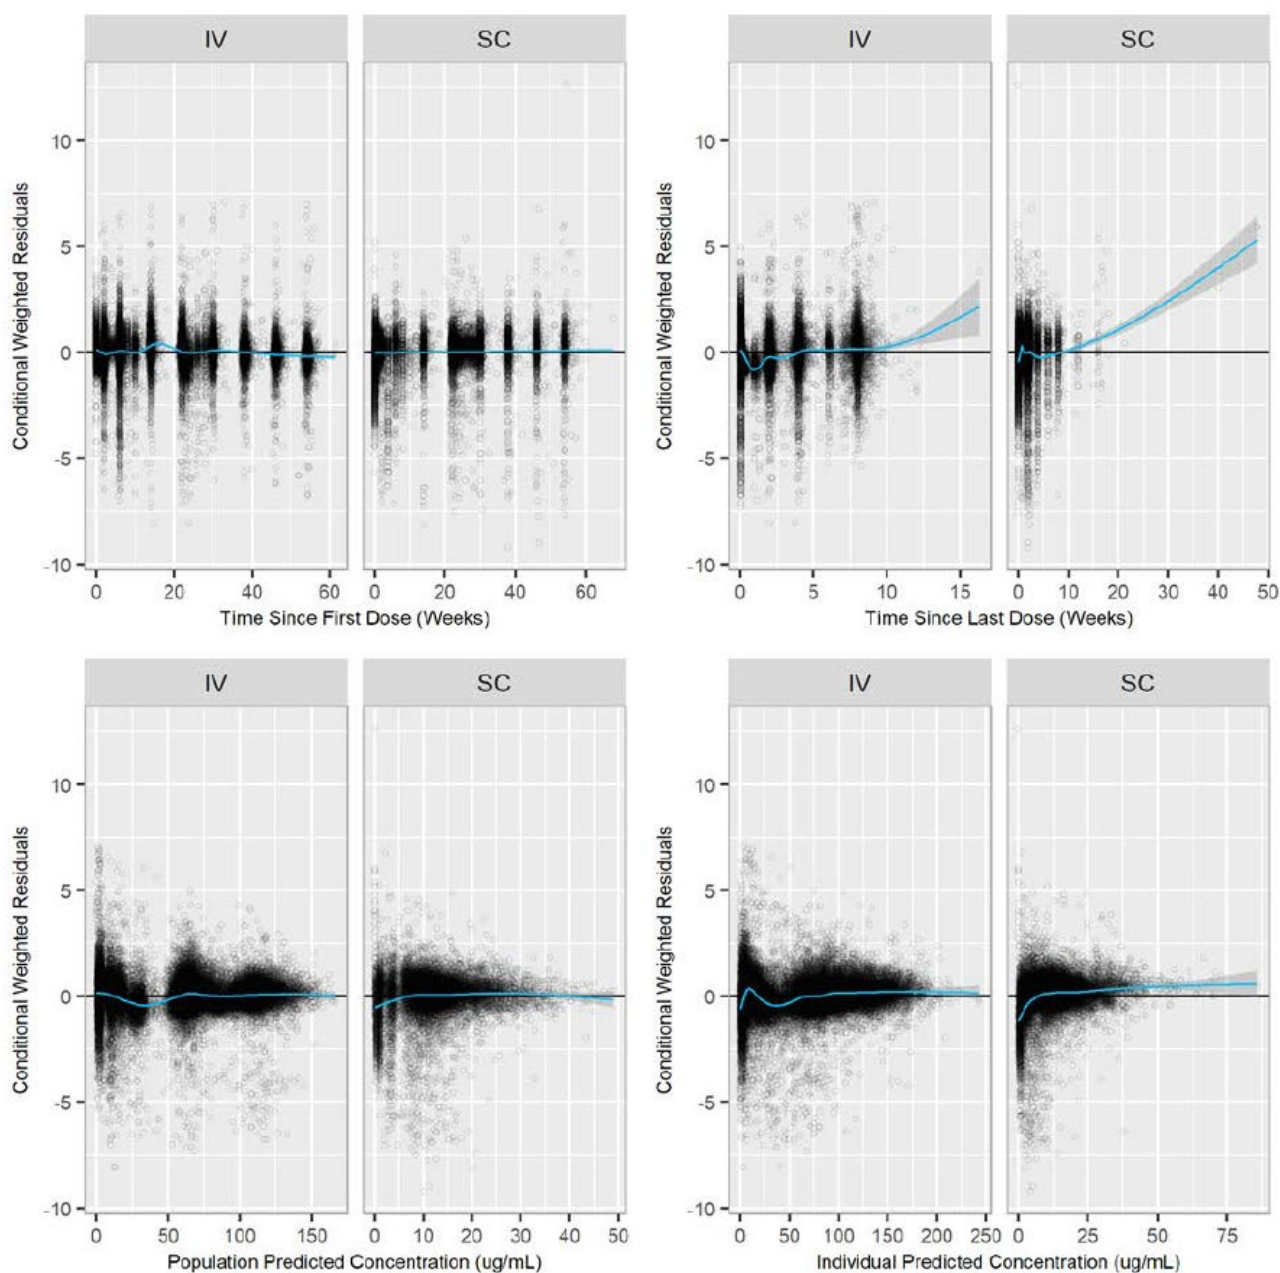 IV SC IV SC
Conditional Weighted Residuals
10
5
0
-5
-10
0 20 40 60 0 20 40 60
Time Since First Dose (Weeks)
Conditional Weighted Residuals
10
5
0
-5
-10
0 5 10 15 0 10 20 30 40 50
Time Since Last Dose (Weeks)
IV SC IV SC
Conditional Weighted Residuals
10
5
0
-5
-10
0 50 100 150 0 10 20 30 40 50
Population Predicted Concentration (ug/mL)
Conditional Weighted Residuals
10
5
0
-5
-10
0 50 100 150 200 250 0 25 50 75
Individual Predicted Concentration (ug/mL)